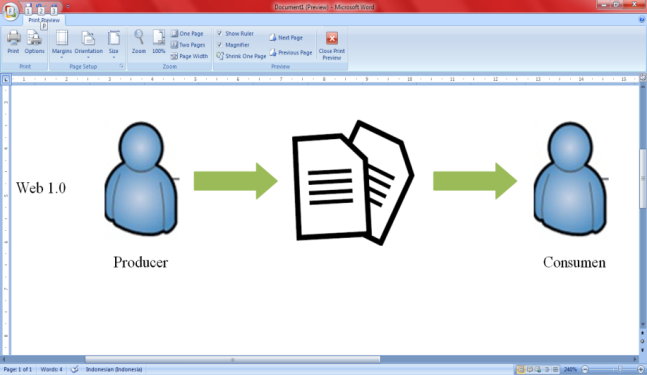 Document1 (Preview) - Microsoft Word
Print Preview
P
Print
Options
Margins
Orientation
Size
Zoom
100%
One Page
Two Pages
Page Width
Show Ruler
Magnifier
Shrink One Page
Next Page
Previous Page
Close Print
Preview
Print
Page Setup
Zoom
Preview
Web 1.0
Producer
Consumen
Page: 1 of 1
Words: 4
Indonesian (Indonesia)
240%